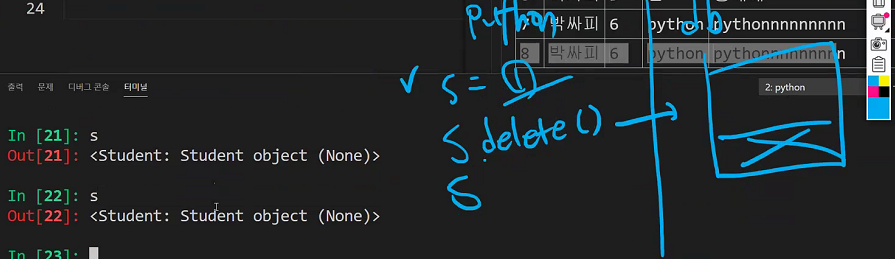 24
python
db
7 박싸피 6 python pythonnnnnnnnn
8 박싸피 6 python pythonnnnnnnnn
출력 문제 디버그 콘솔 터미널
2: python
s = ①
s.delete()
s
In [21]: s
Out[21]: <Student: Student object (None)>
In [22]: s
Out[22]: <Student: Student object (None)>
In [23]: